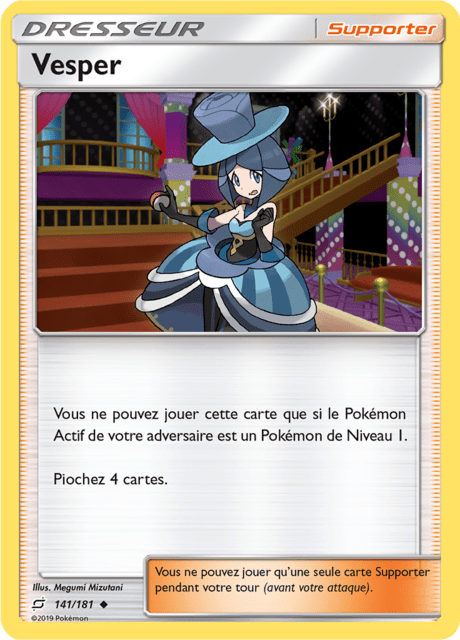 DRESSEUR
Supporter
Vesper
Vous ne pouvez jouer cette carte que si le Pokémon
Actif de votre adversaire est un Pokémon de Niveau 1.
Piochez 4 cartes.
Vous ne pouvez jouer qu'une seule carte Supporter
pendant votre tour (avant votre attaque).
Illus. Megumi Mizutani
141/181
©2019 Pokémon